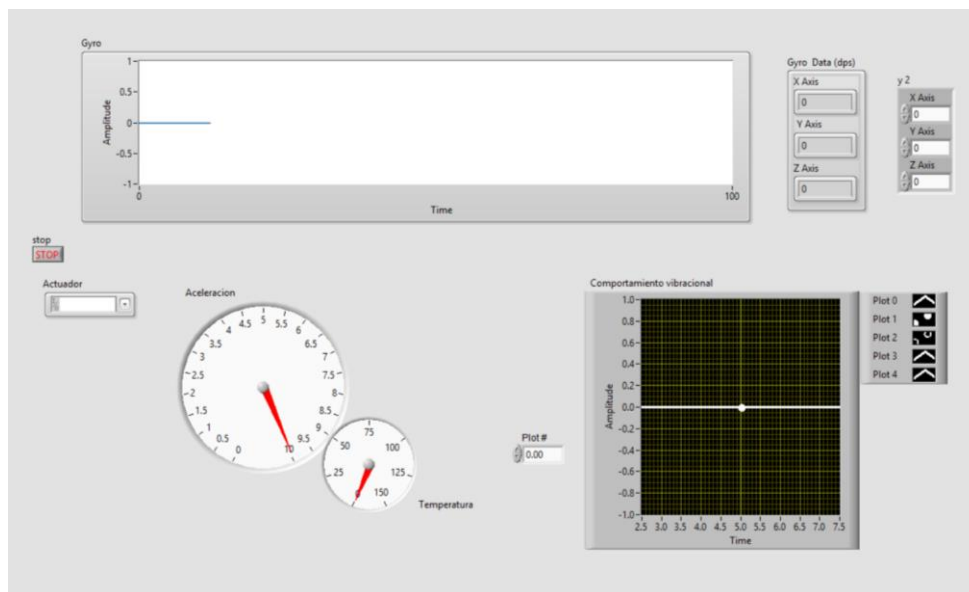 Gyro
1
0.5
0
-0.5
-1
Amplitude
0
100
Time
Gyro Data (dps)
X Axis
0
Y Axis
0
Z Axis
0
y 2
X Axis
0
Y Axis
0
Z Axis
0
stop
STOP
Actuador
Aceleracion
0
0.5
1
1.5
2
2.5
3
3.5
4
4.5
5
5.5
6
6.5
7
7.5
8
8.5
9
9.5
10
0
25
50
75
100
125
150
Temperatura
Plot #
0.00
Comportamiento vibracional
1.0
0.8
0.6
0.4
0.2
0.0
-0.2
-0.4
-0.6
-0.8
-1.0
Amplitude
2.5 3.0 3.5 4.0 4.5 5.0 5.5 6.0 6.5 7.0 7.5
Time
Plot 0
Plot 1
Plot 2
Plot 3
Plot 4